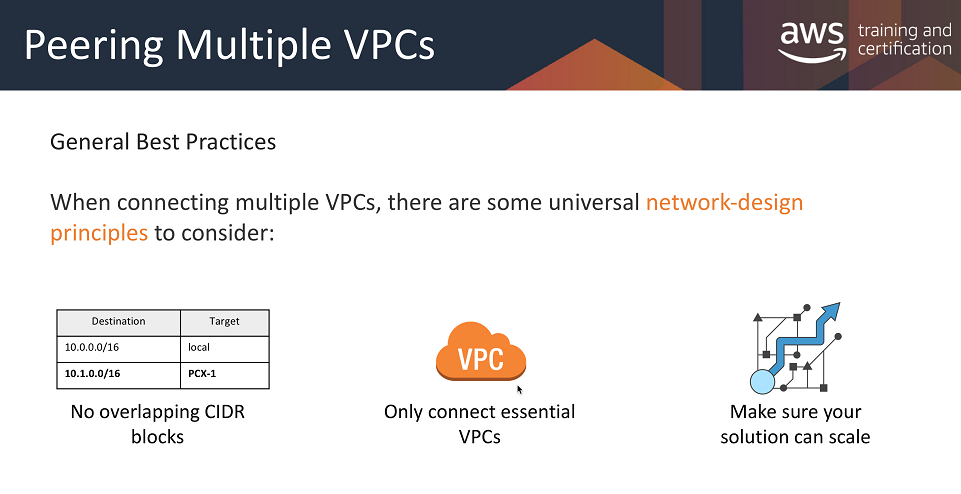 Peering Multiple VPCs
aws
training and
certification
General Best Practices
When connecting multiple VPCs, there are some universal network-design
principles to consider:
Destination Target
10.0.0.0/16 local
10.1.0.0/16 PCX-1
VPC
No overlapping CIDR
blocks
Only connect essential
VPCs
Make sure your
solution can scale